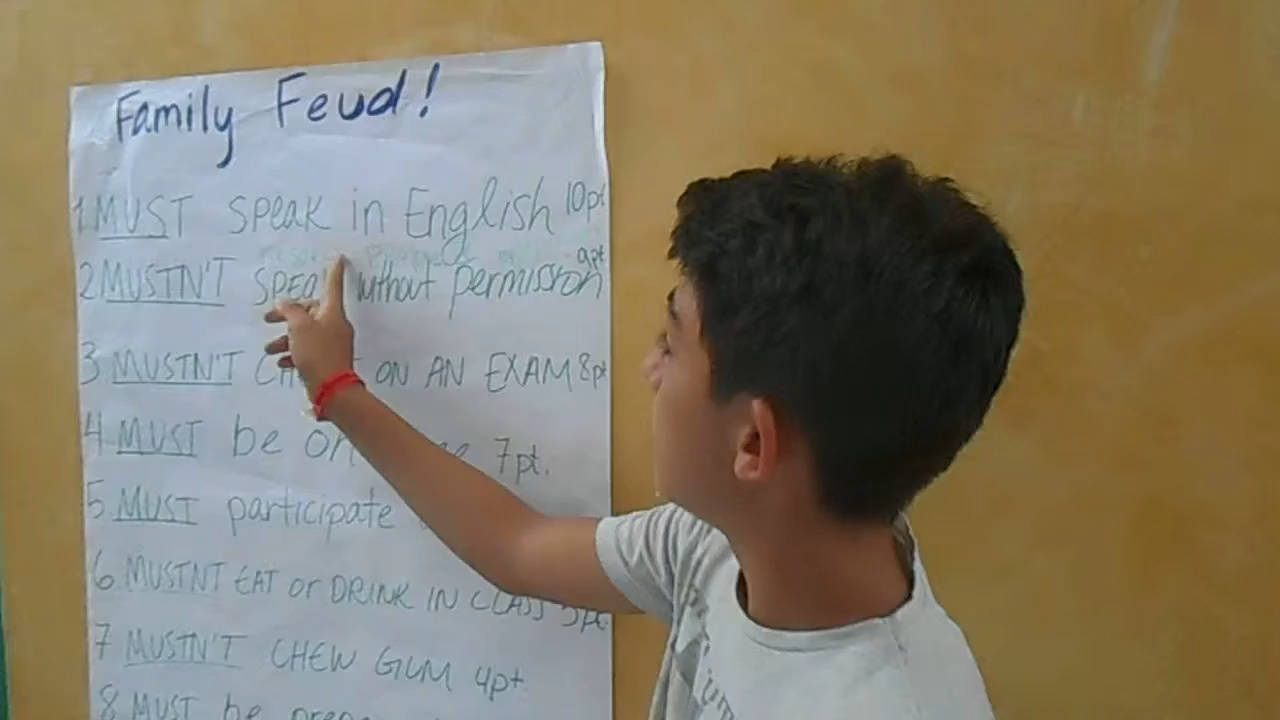 Family Feud!
1 MUST speak in English 10pt
9pt
2 MUSTN'T SPEAK without permission
3 MUSTN'T ON AN EXAM 8pt
4 MUST be on 7pt.
5 MUST participate
6 MUSTNT EAT or DRINK IN CLASS 5pt.
7 MUSTN'T CHEW GUM 4pt
8 MUST be